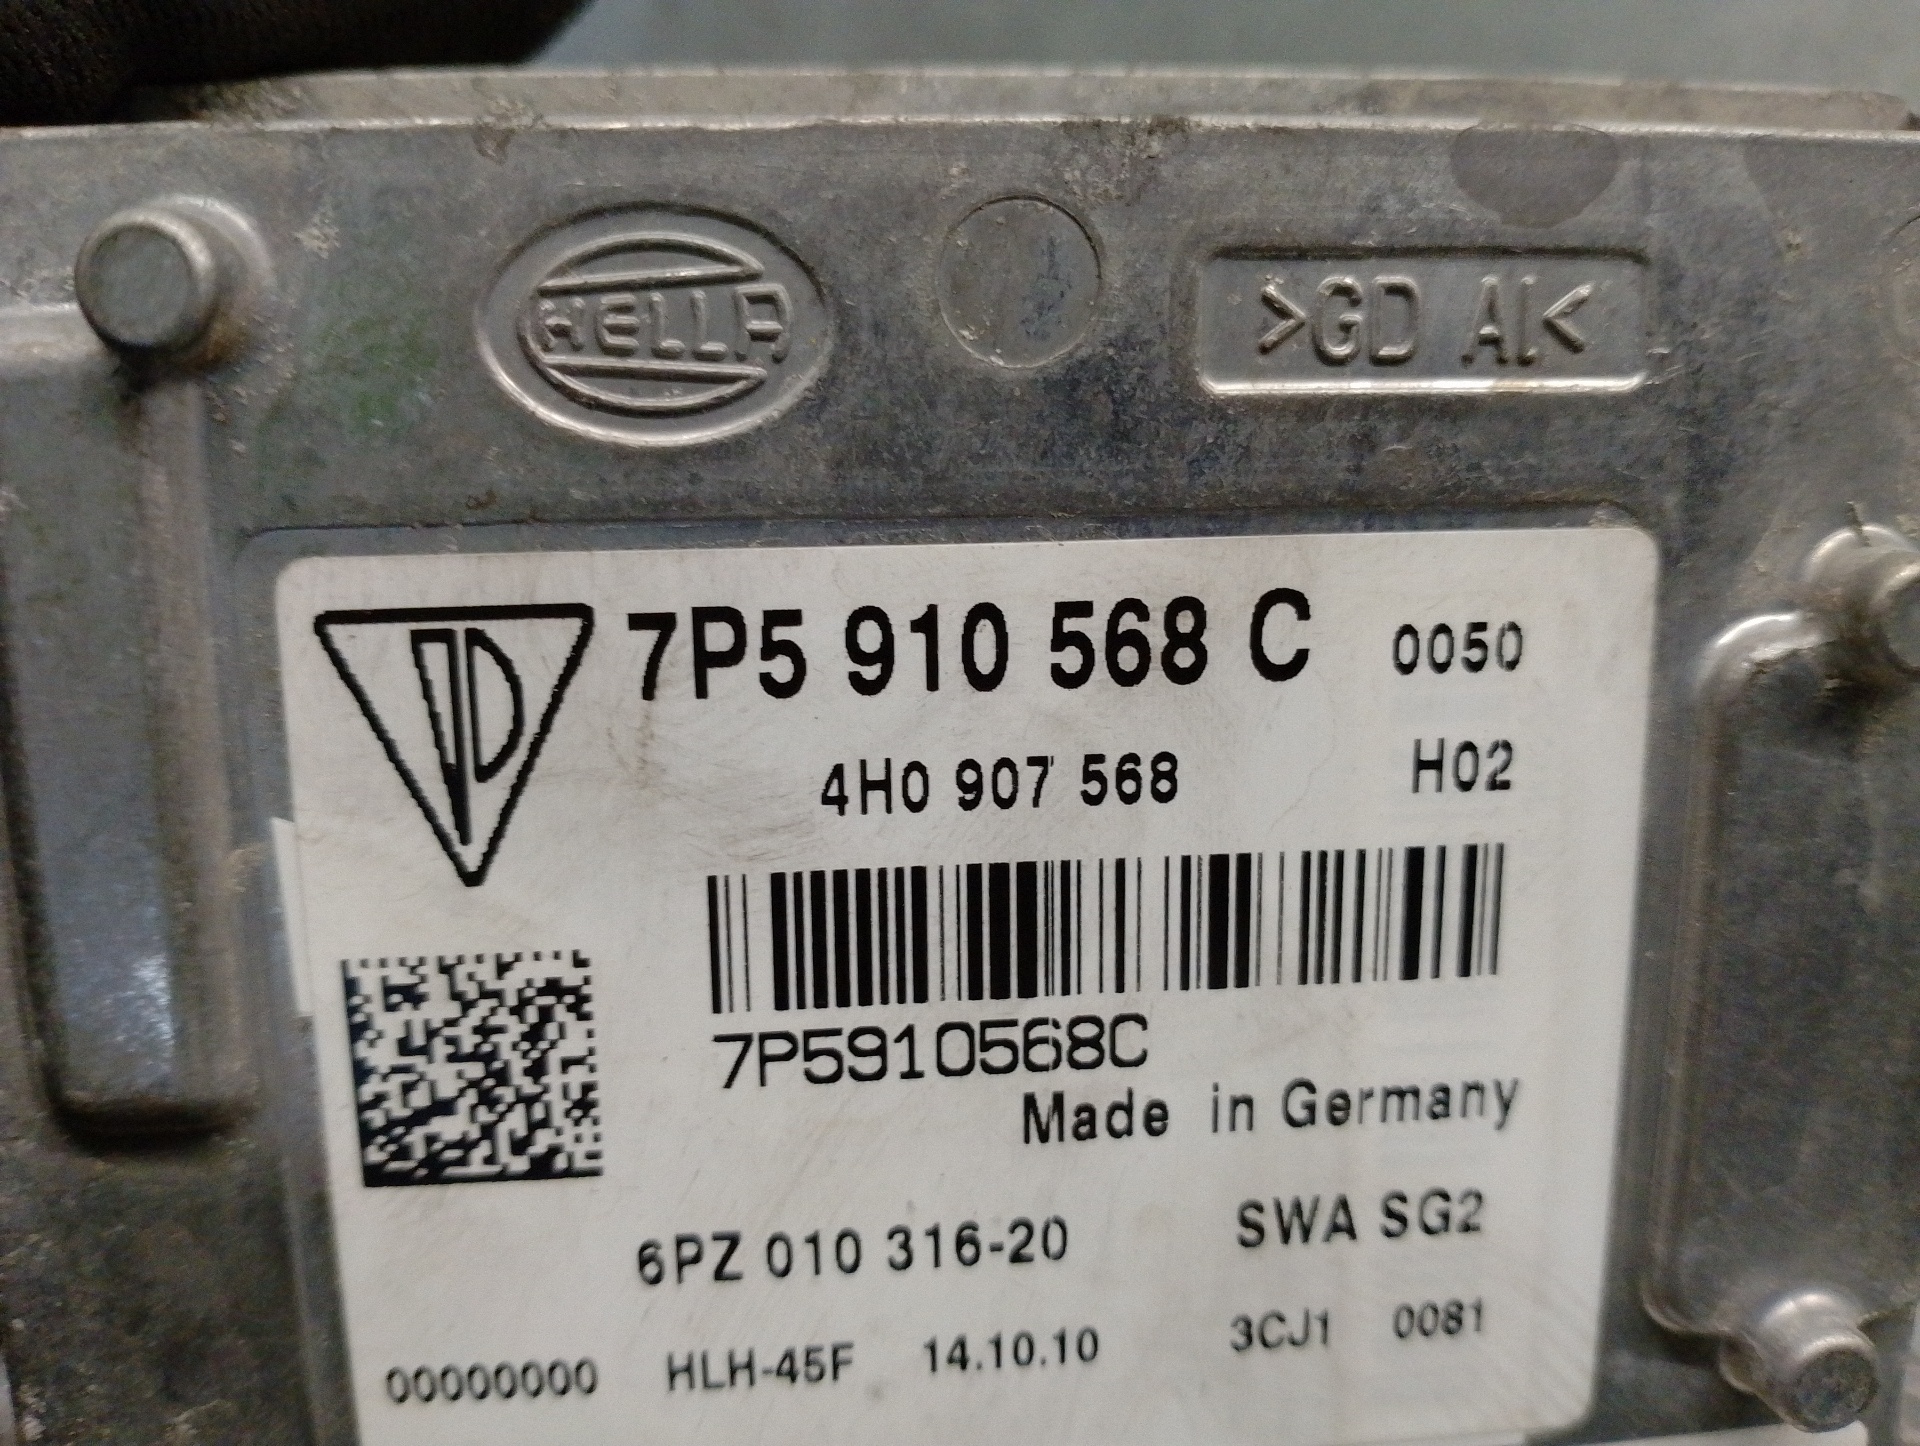 HELLA
>GD Al<
7P5 910 568 C 0050
4H0 907 568 H02
7P5910568C
Made in Germany
6PZ 010 316-20 SWA SG2
00000000 HLH-45F 14.10.10 3CJ1 0081